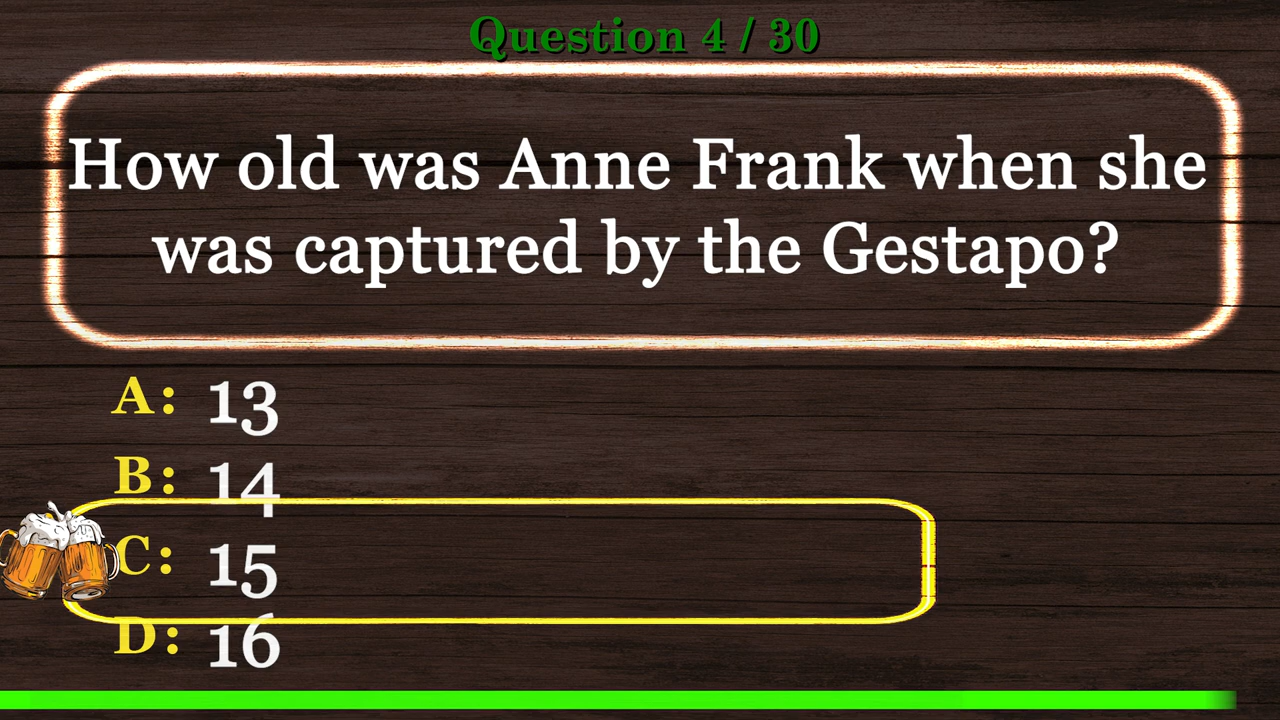 Question 4 / 30
How old was Anne Frank when she
was captured by the Gestapo?
A: 13
B: 14
C: 15
D: 16